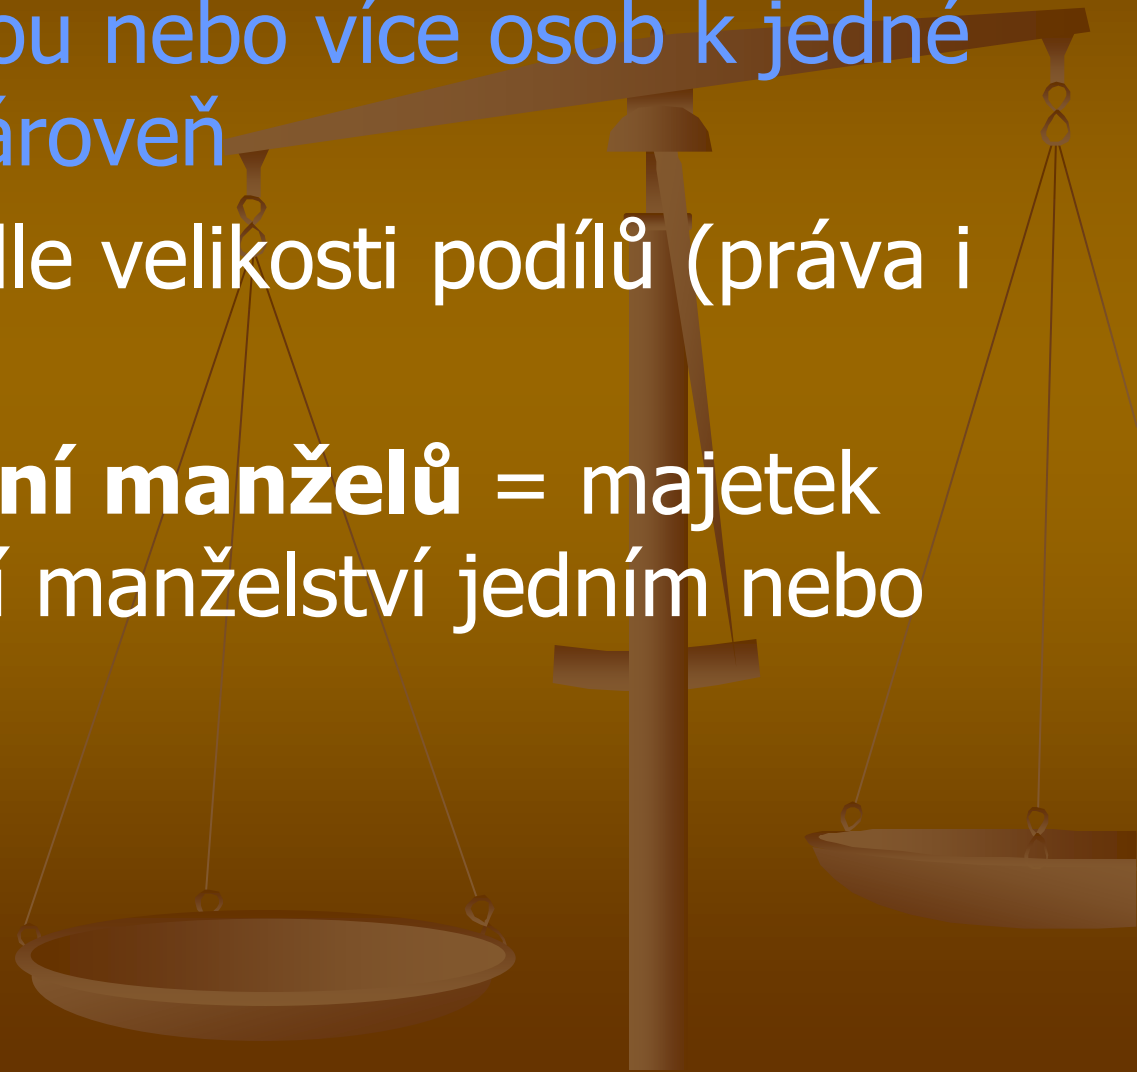 ou nebo více osob k jedné
ároveň
dle velikosti podílů (práva i
ní manželů = majetek
í manželství jedním nebo